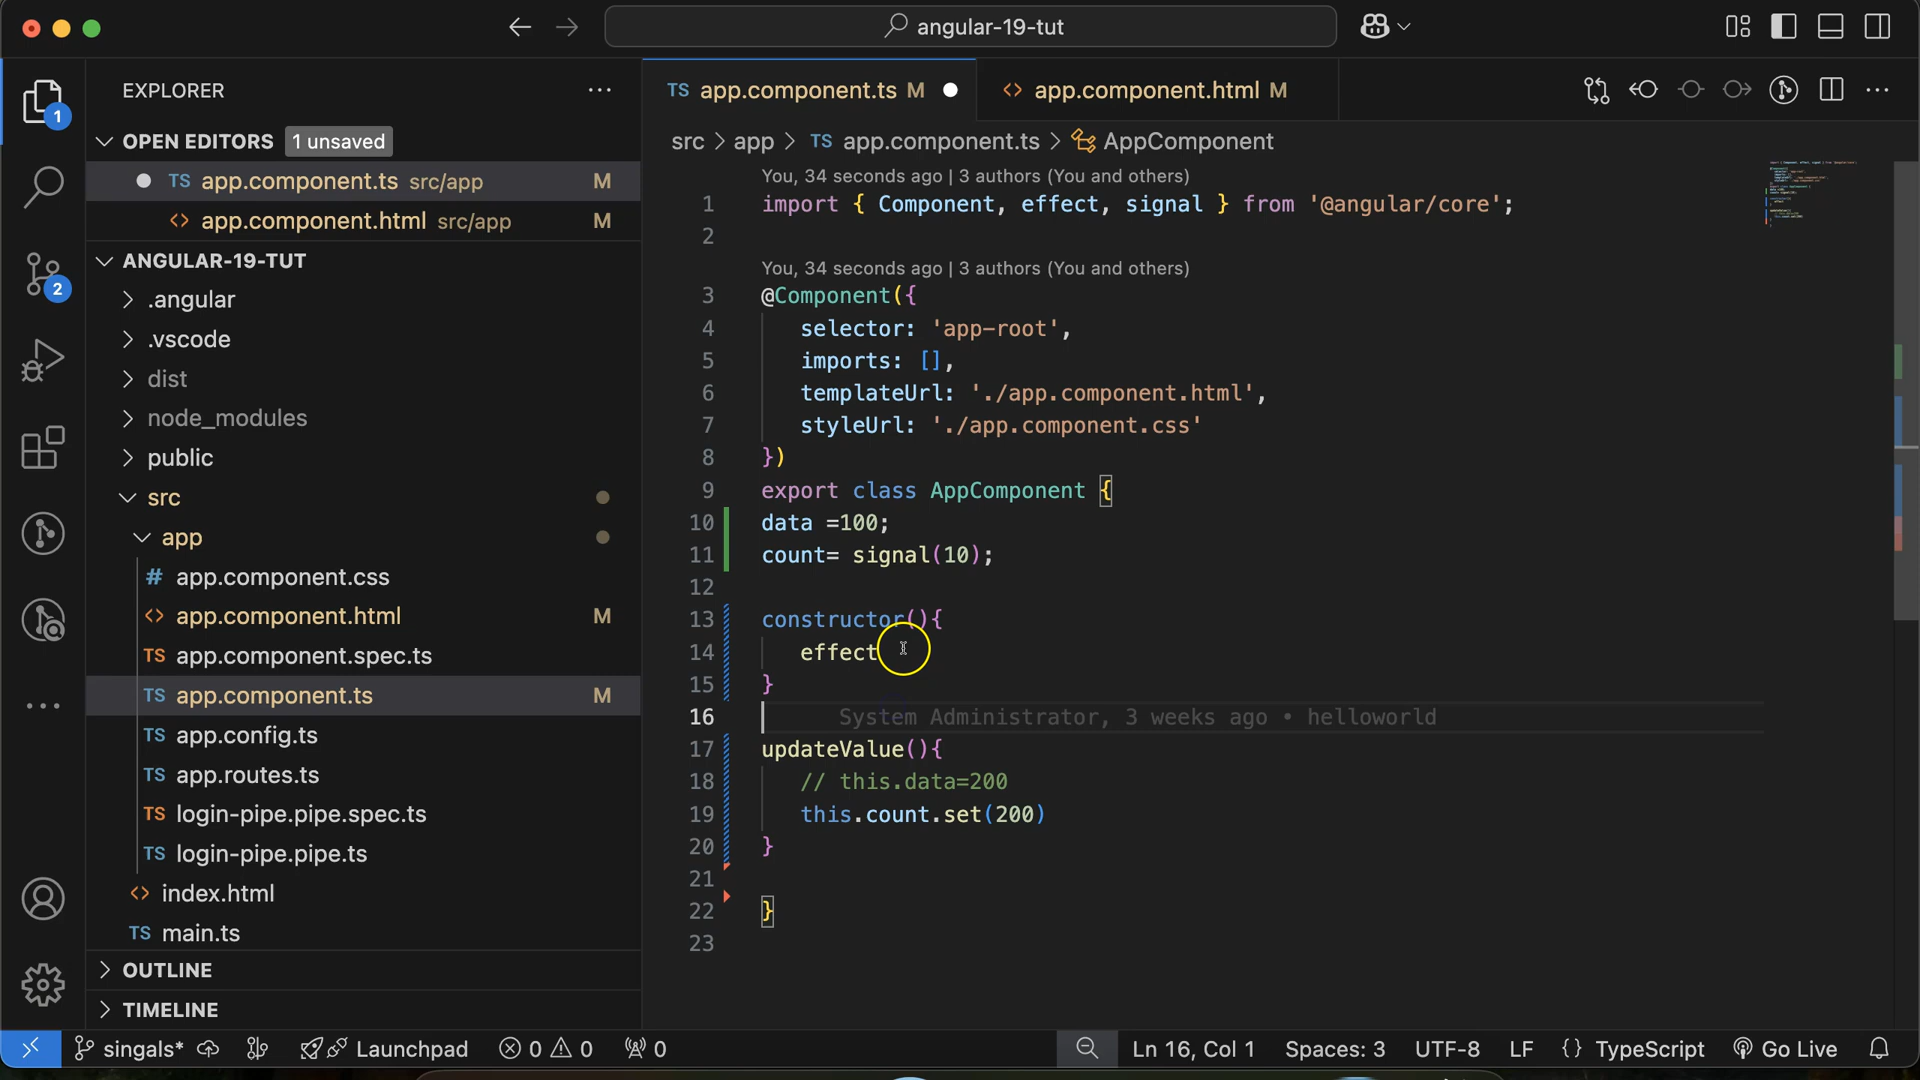 angular-19-tut
EXPLORER
TS app.component.ts M
<> app.component.html M
OPEN EDITORS 1 unsaved
src > app > TS app.component.ts > AppComponent
TS app.component.ts src/app M
<> app.component.html src/app M
ANGULAR-19-TUT
.angular
.vscode
dist
node_modules
public
src
app
# app.component.css
<> app.component.html M
TS app.component.spec.ts
TS app.component.ts M
TS app.config.ts
TS app.routes.ts
TS login-pipe.pipe.spec.ts
TS login-pipe.pipe.ts
<> index.html
TS main.ts
OUTLINE
TIMELINE
1
2
You, 34 seconds ago | 3 authors (You and others)
1 import { Component, effect, signal } from '@angular/core';
2
You, 34 seconds ago | 3 authors (You and others)
3 @Component({
4 selector: 'app-root',
5 imports: [],
6 templateUrl: './app.component.html',
7 styleUrl: './app.component.css'
8 })
9 export class AppComponent {
10 data =100;
11 count= signal(10);
12
13 constructor(){
14 effect
15 }
16 System Administrator, 3 weeks ago • helloworld
17 updateValue(){
18 // this.data=200
19 this.count.set(200)
20 }
21
22 }
23
singals* Launchpad 0 0 0 Ln 16, Col 1 Spaces: 3 UTF-8 LF {} TypeScript Go Live